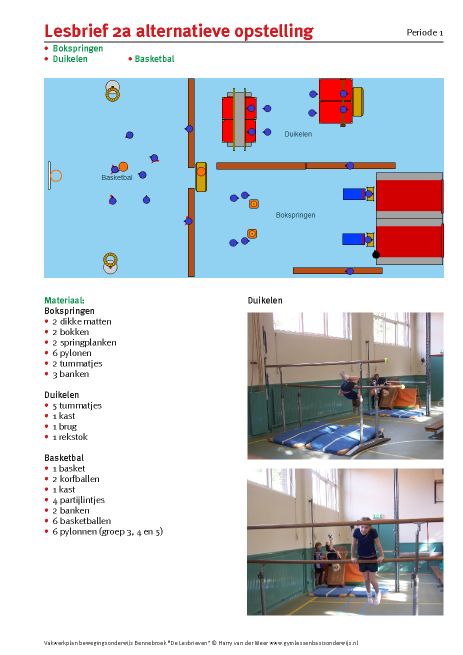 Lesbrief 2a alternatieve opstelling
Periode 1
• Bokspringen
• Duikelen • Basketbal
Duikelen
Basketbal
Bokspringen
Materiaal:
Bokspringen
• 2 dikke matten
• 2 bokken
• 2 springplanken
• 6 pylonen
• 2 tummatjes
• 3 banken
Duikelen
• 5 tummatjes
• 1 kast
• 1 brug
• 1 rekstok
Basketbal
• 1 basket
• 2 korfballen
• 1 kast
• 4 partijlintjes
• 2 banken
• 6 basketballen
• 6 pylonnen (groep 3, 4 en 5)
Duikelen
Vakwerkplan bewegingsonderwijs Bennebroek "De Lesbrieven" © Harry van der Meer www.gymlessenbasisonderwijs.nl